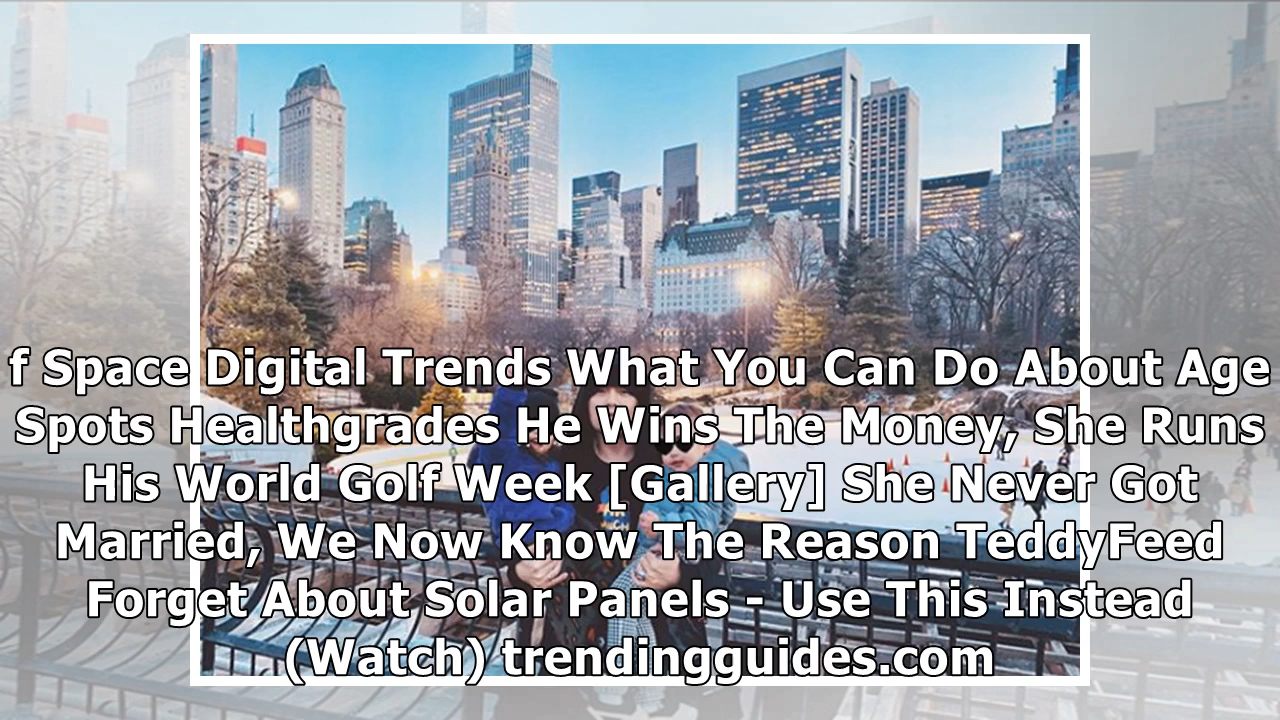 f Space Digital Trends What You Can Do About Age
Spots Healthgrades He Wins The Money, She Runs
His World Golf Week [Gallery] She Never Got
Married, We Now Know The Reason TeddyFeed
Forget About Solar Panels - Use This Instead
(Watch) trendingguides.com